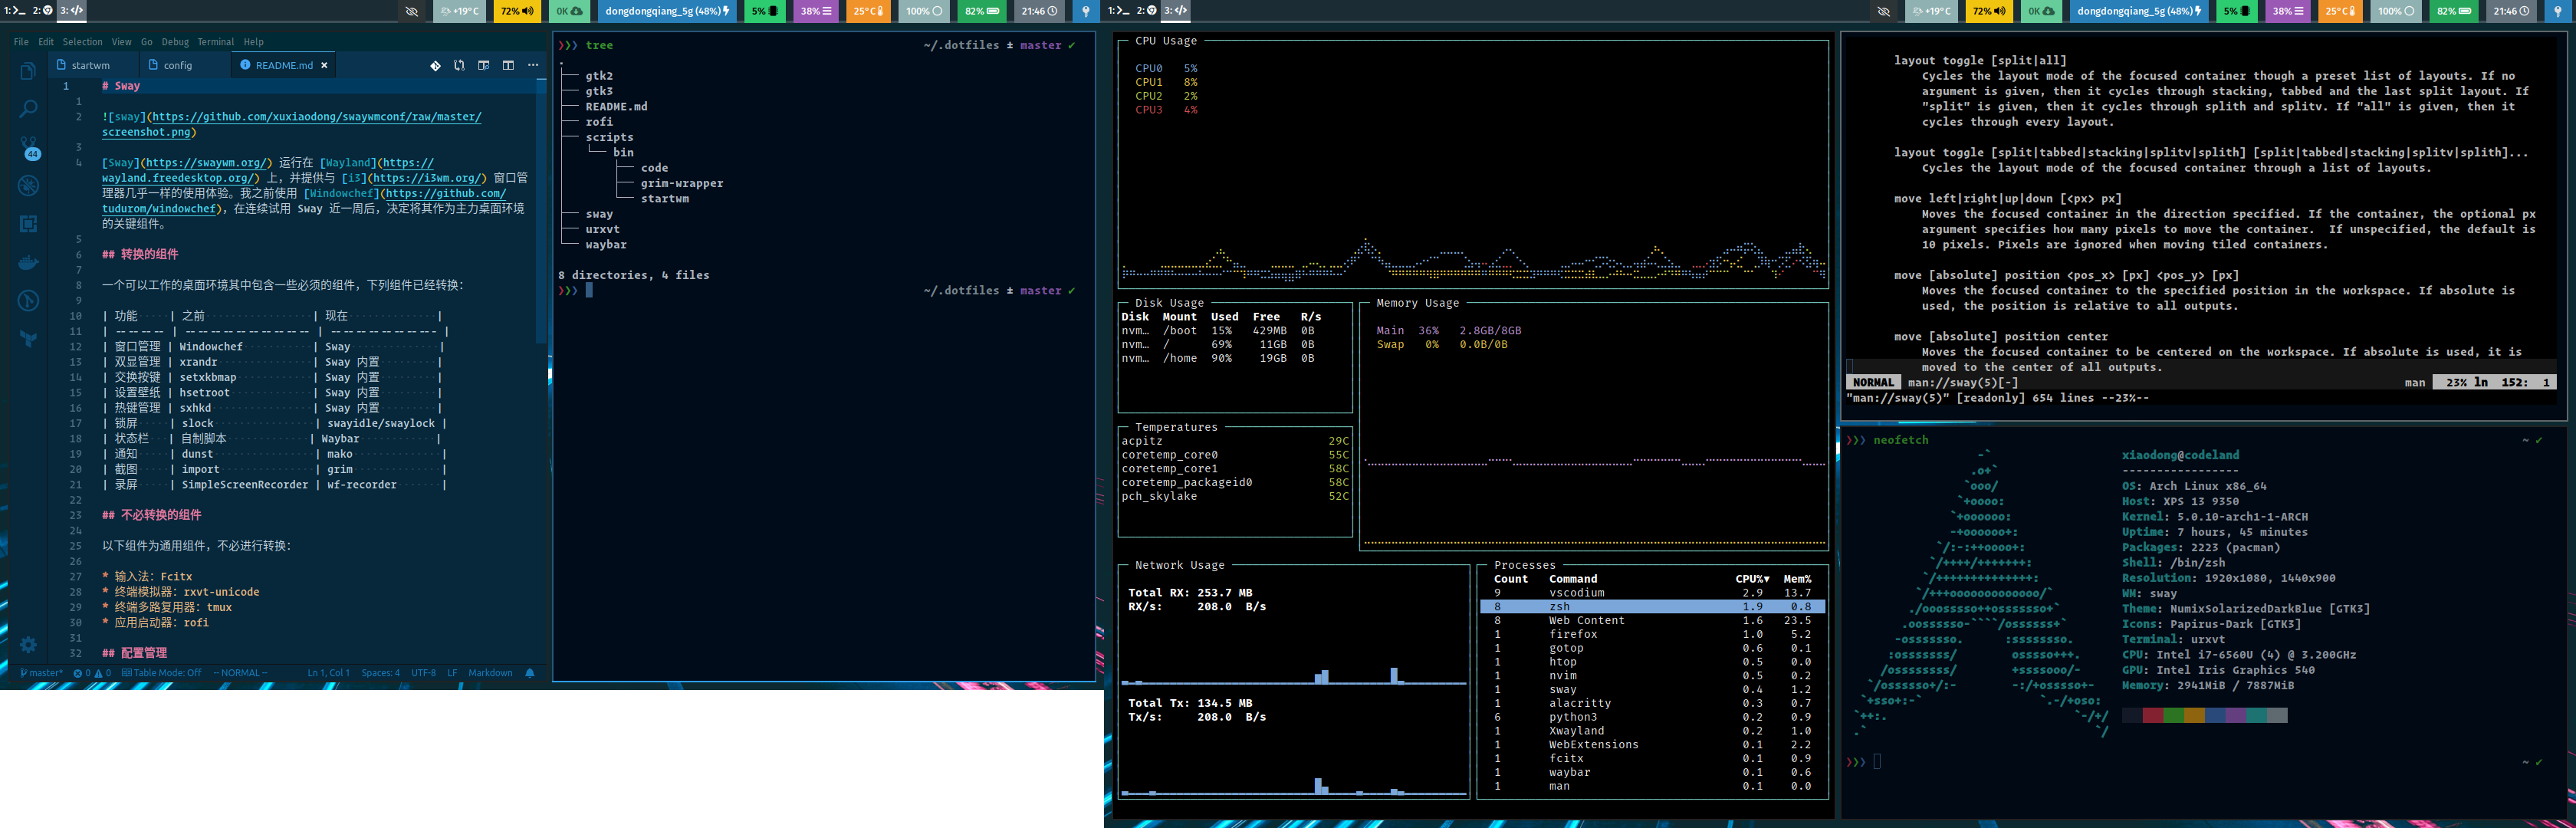 1: 2: 3: +19°C 72% 0K dongdongqiang_5g (48%) 5% 38% 25°C 100% 82% 21:46
File Edit Selection View Go Debug Terminal Help
startwm config README.md ×
44
1 # Sway
1
2 ![sway](https://github.com/xuxiaodong/swaywmconf/raw/master/
screenshot.png)
3
4 [Sway](https://swaywm.org/) 运行在 [Wayland](https://
wayland.freedesktop.org/) 上，并提供与 [i3](https://i3wm.org/) 窗口管
理器几乎一样的使用体验。我之前使用 [Windowchef](https://github.com/
tudurom/windowchef)，在连续试用 Sway 近一周后，决定将其作为主力桌面环境
的关键组件。
5
6 ## 转换的组件
7
8 一个可以工作的桌面环境其中包含一些必须的组件，下列组件已经转换：
9
10 | 功能 | 之前 | 现在 |
11 | ------- | ------------------ | --------------- |
12 | 窗口管理 | Windowchef | Sway |
13 | 双显管理 | xrandr | Sway 内置 |
14 | 交换按键 | setxkbmap | Sway 内置 |
15 | 设置壁纸 | hsetroot | Sway 内置 |
16 | 热键管理 | sxhkd | Sway 内置 |
17 | 锁屏 | slock | swayidle/swaylock |
18 | 状态栏 | 自制脚本 | Waybar |
19 | 通知 | dunst | mako |
20 | 截图 | import | grim |
21 | 录屏 | SimpleScreenRecorder | wf-recorder |
22
23 ## 不必转换的组件
24
25 以下组件为通用组件，不必进行转换：
26
27 * 输入法：Fcitx
28 * 终端模拟器：rxvt-unicode
29 * 终端多路复用器：tmux
30 * 应用启动器：rofi
31
32 ## 配置管理
master* 0 0 Table Mode: Off -- NORMAL -- Ln 1, Col 1 Spaces: 4 UTF-8 LF Markdown
❯❯❯ tree ~/.dotfiles ± master ✔
.
├── gtk2
├── gtk3
├── README.md
├── rofi
├── scripts
│   └── bin
│       ├── code
│       ├── grim-wrapper
│       └── startwm
├── sway
├── urxvt
└── waybar
8 directories, 4 files
❯❯❯ ~/.dotfiles ± master ✔
1: 2: 3: +19°C 72% 0K dongdongqiang_5g (48%) 5% 38% 25°C 100% 82% 21:46
CPU Usage
CPU0 5%
CPU1 8%
CPU2 2%
CPU3 4%
Disk Usage
Disk Mount Used Free R/s
nvm… /boot 15% 429MB 0B
nvm… / 69% 11GB 0B
nvm… /home 90% 19GB 0B
Memory Usage
Main 36% 2.8GB/8GB
Swap 0% 0.0B/0B
Temperatures
acpitz 29C
coretemp_core0 55C
coretemp_core1 58C
coretemp_packageid0 58C
pch_skylake 52C
Network Usage
Total RX: 253.7 MB
RX/s: 208.0 B/s
Total Tx: 134.5 MB
Tx/s: 208.0 B/s
Processes
Count Command CPU%▼ Mem%
9 vscodium 2.9 13.7
8 zsh 1.9 0.8
8 Web Content 1.6 23.5
1 firefox 1.0 5.2
1 gotop 0.6 0.1
1 htop 0.5 0.0
1 nvim 0.5 0.2
1 sway 0.4 1.2
1 alacritty 0.3 0.7
6 python3 0.2 0.9
1 Xwayland 0.2 1.0
1 WebExtensions 0.1 2.2
1 fcitx 0.1 0.9
1 waybar 0.1 0.6
1 man 0.1 0.0
layout toggle [split|all]
Cycles the layout mode of the focused container though a preset list of layouts. If no
argument is given, then it cycles through stacking, tabbed and the last split layout. If
"split" is given, then it cycles through splith and splitv. If "all" is given, then it
cycles through every layout.
layout toggle [split|tabbed|stacking|splitv|splith] [split|tabbed|stacking|splitv|splith]...
Cycles the layout mode of the focused container through a list of layouts.
move left|right|up|down [<px> px]
Moves the focused container in the direction specified. If the container, the optional px
argument specifies how many pixels to move the container. If unspecified, the default is
10 pixels. Pixels are ignored when moving tiled containers.
move [absolute] position <pos_x> [px] <pos_y> [px]
Moves the focused container to the specified position in the workspace. If absolute is
used, the position is relative to all outputs.
move [absolute] position center
Moves the focused container to be centered on the workspace. If absolute is used, it is
moved to the center of all outputs.
NORMAL man://sway(5)[-] man 23% ln 152: 1
"man://sway(5)" [readonly] 654 lines --23%--
❯❯❯ neofetch ~ ✔
xiaodong@codeland
-----------------
OS: Arch Linux x86_64
Host: XPS 13 9350
Kernel: 5.0.10-arch1-1-ARCH
Uptime: 7 hours, 45 minutes
Packages: 2223 (pacman)
Shell: /bin/zsh
Resolution: 1920x1080, 1440x900
WM: sway
Theme: NumixSolarizedDarkBlue [GTK3]
Icons: Papirus-Dark [GTK3]
Terminal: urxvt
CPU: Intel i7-6560U (4) @ 3.200GHz
GPU: Intel Iris Graphics 540
Memory: 2941MiB / 7887MiB
❯❯❯ ~ ✔